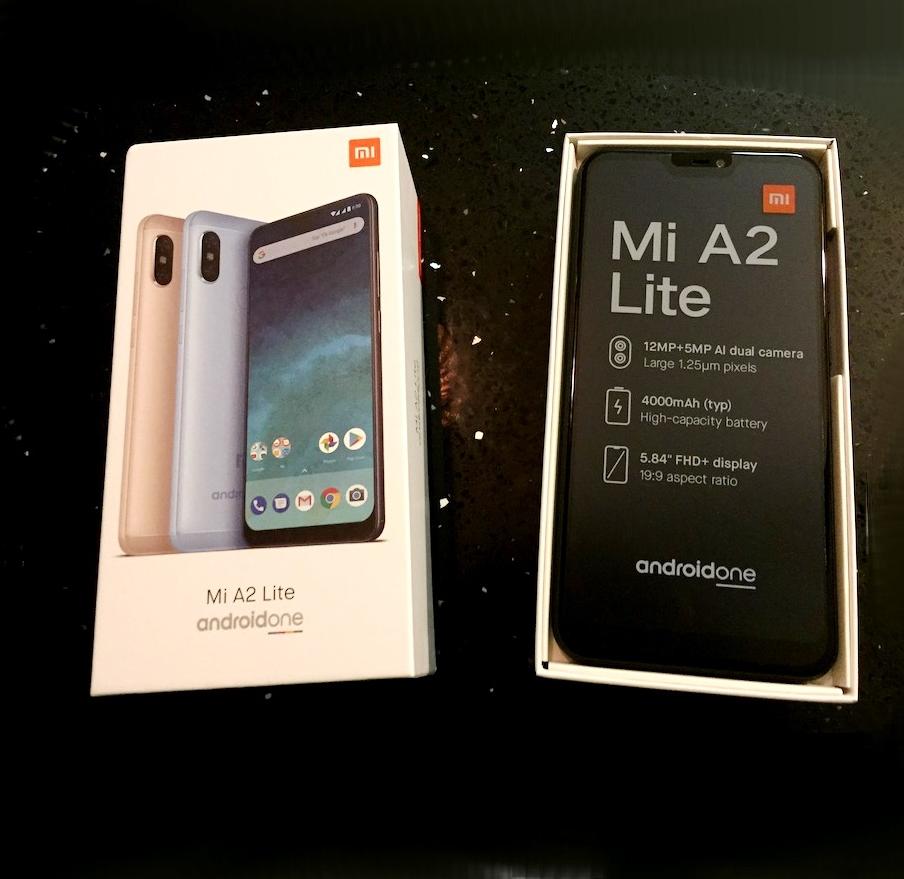 mi
Mi A2 Lite
androidone
mi
Mi A2
Lite
12MP+5MP AI dual camera
Large 1.25µm pixels
4000mAh (typ)
High-capacity battery
5.84" FHD+ display
19:9 aspect ratio
androidone